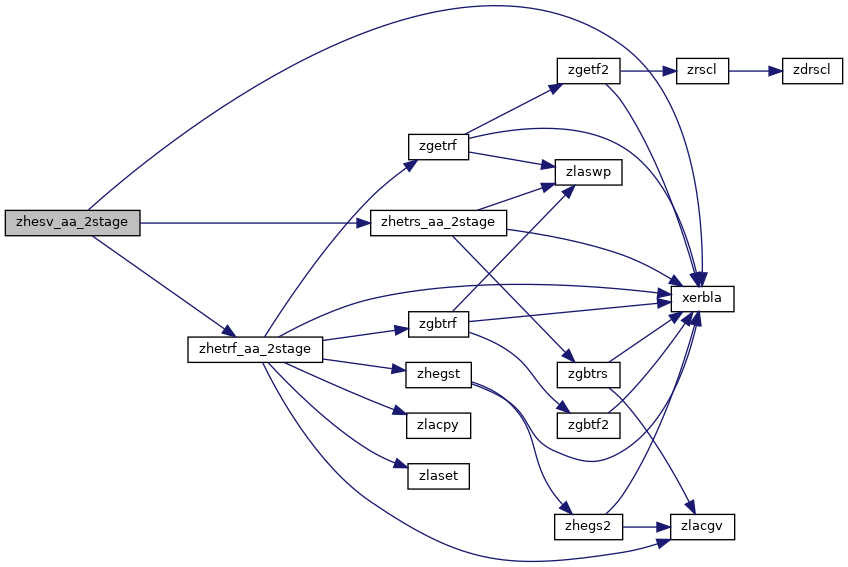 zgetf2
zrscl
zdrscl
zgetrf
zlaswp
zhesv_aa_2stage
zhetrs_aa_2stage
xerbla
zgbtrf
zhetrf_aa_2stage
zhegst
zgbtrs
zlacpy
zgbtf2
zlaset
zhegs2
zlacgv